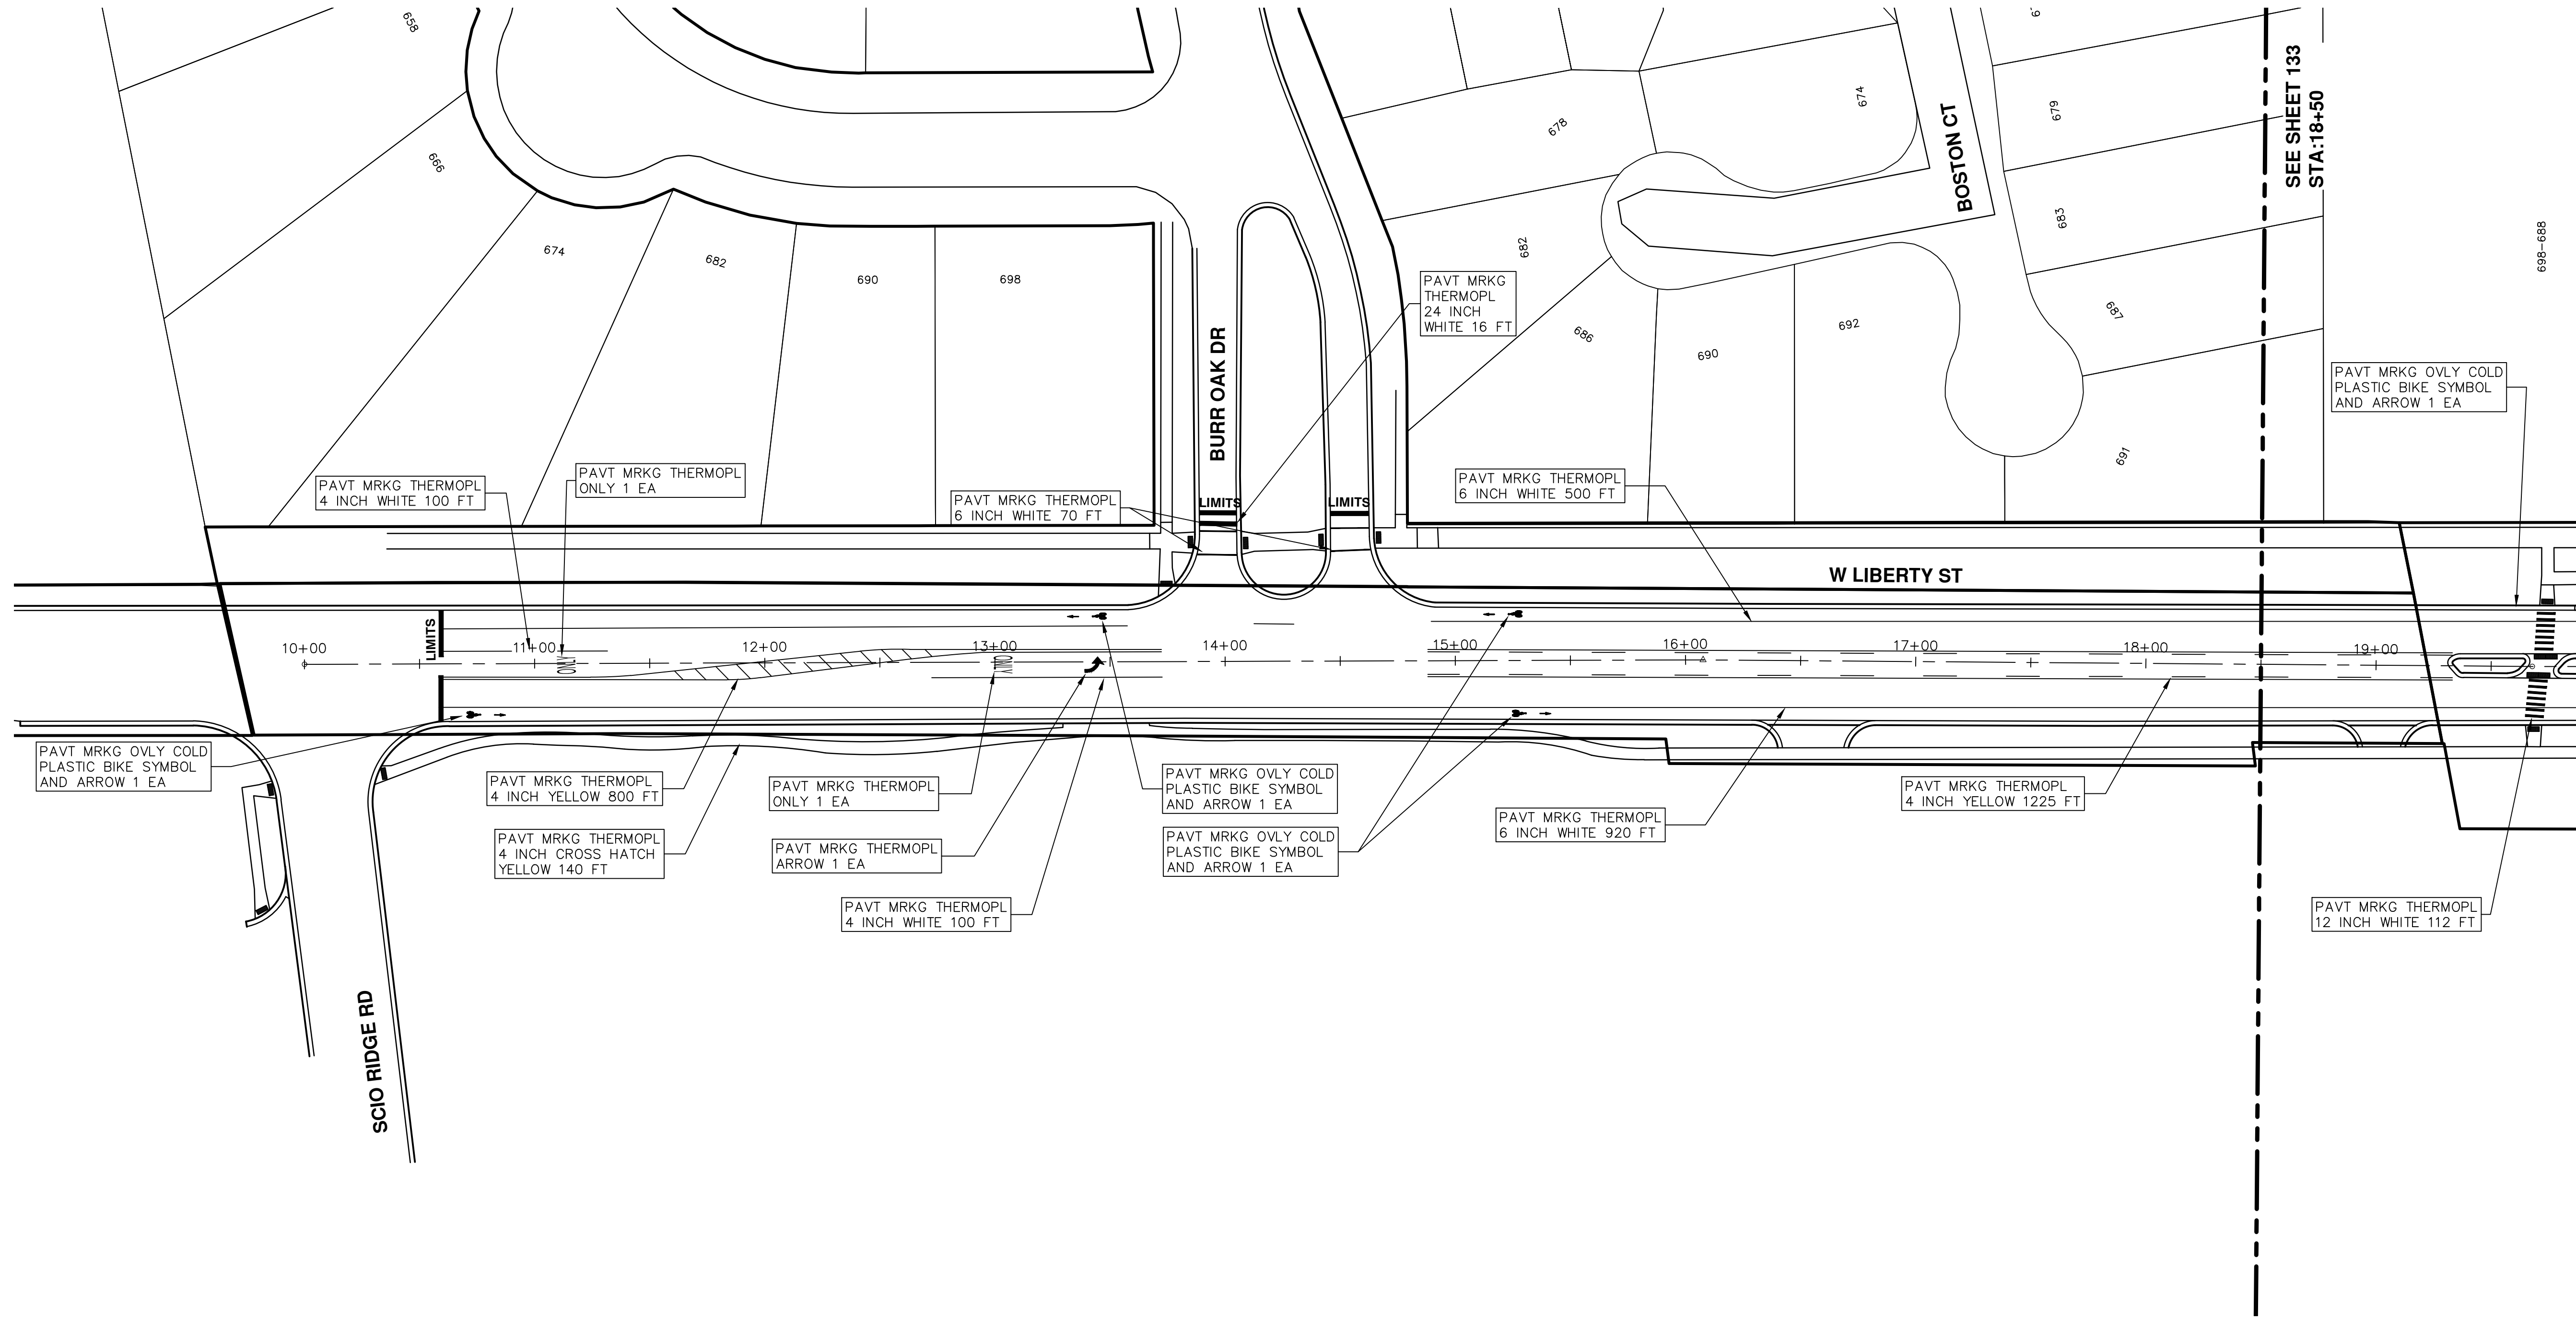 658
666
674
682
690
698
BURR OAK DR
678
674
682
686
690
692
BOSTON CT
679
683
687
691
SEE SHEET 133
STA:18+50
698-688
PAVT MRKG
THERMOPL
24 INCH
WHITE 16 FT
PAVT MRKG OVLY COLD
PLASTIC BIKE SYMBOL
AND ARROW 1 EA
PAVT MRKG THERMOPL
4 INCH WHITE 100 FT
PAVT MRKG THERMOPL
ONLY 1 EA
PAVT MRKG THERMOPL
6 INCH WHITE 70 FT
LIMITS
LIMITS
PAVT MRKG THERMOPL
6 INCH WHITE 500 FT
W LIBERTY ST
LIMITS
10+00
11+00
12+00
13+00
14+00
15+00
16+00
17+00
18+00
19+00
ONLY
ONLY
PAVT MRKG OVLY COLD
PLASTIC BIKE SYMBOL
AND ARROW 1 EA
PAVT MRKG THERMOPL
4 INCH YELLOW 800 FT
PAVT MRKG THERMOPL
4 INCH CROSS HATCH
YELLOW 140 FT
PAVT MRKG THERMOPL
ONLY 1 EA
PAVT MRKG THERMOPL
ARROW 1 EA
PAVT MRKG THERMOPL
4 INCH WHITE 100 FT
PAVT MRKG OVLY COLD
PLASTIC BIKE SYMBOL
AND ARROW 1 EA
PAVT MRKG OVLY COLD
PLASTIC BIKE SYMBOL
AND ARROW 1 EA
PAVT MRKG THERMOPL
6 INCH WHITE 920 FT
PAVT MRKG THERMOPL
4 INCH YELLOW 1225 FT
PAVT MRKG THERMOPL
12 INCH WHITE 112 FT
SCIO RIDGE RD